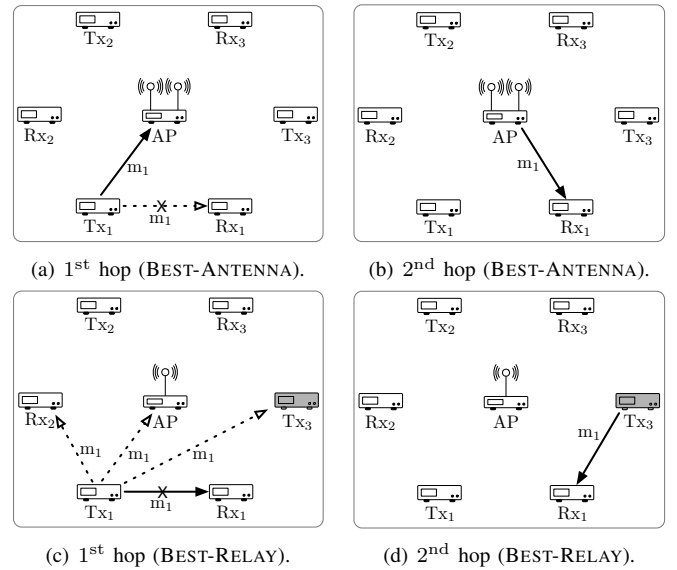 Tx₂ Rx₃ Tx₂ Rx₃
Rx₂ AP Tx₃ Rx₂ AP Tx₃
m₁ m₁
m₁
Tx₁ Rx₁ Tx₁ Rx₁
(a) 1ˢᵗ hop (BEST-ANTENNA). (b) 2ⁿᵈ hop (BEST-ANTENNA).
Tx₂ Rx₃ Tx₂ Rx₃
Rx₂ AP Tx₃ Rx₂ AP Tx₃
m₁ m₁ m₁ m₁
m₁
Tx₁ Rx₁ Tx₁ Rx₁
(c) 1ˢᵗ hop (BEST-RELAY). (d) 2ⁿᵈ hop (BEST-RELAY).